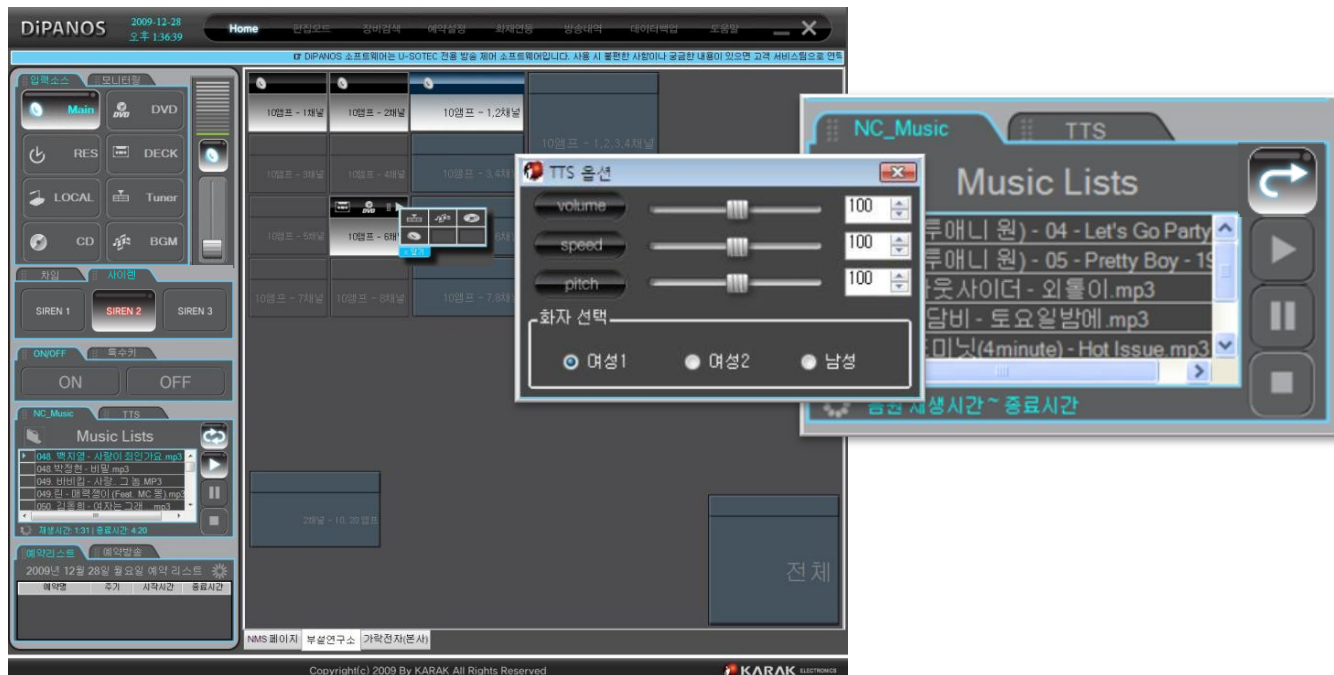 DiPANOS
2009-12-28
오후 1:36:39
Home
편집모드
장비검색
예약설정
화재연동
방송내역
데이터백업
도움말
DiPANOS 소프트웨어는 U-SOTEC 전용 방송 제어 소프트웨어입니다. 사용 시 불편한 사항이나 궁금한 내용이 있으면 고객 서비스팀으로 연락
입력소스
모니터링
Main
DVD
RES
DECK
LOCAL
Tuner
CD
BGM
차임
사이렌
SIREN 1
SIREN 2
SIREN 3
ON/OFF
특수키
ON
OFF
NC_Music
TTS
Music Lists
048. 백지영 - 사랑이 죄인가요.mp3
048.박정현 - 비밀.mp3
049. 비비킴 - 사랑.. 그 놈.MP3
049.린 - 매력쟁이 (Feat. MC 몽).mp3
050. 김동희 - 여자는 그래....mp3
재생시간: 1:31 | 종료시간: 4:20
예약리스트
예약방송
2009년 12월 28일 월요일 예약 리스트
예약명
주기
시작시간
종료시간
10앰프 - 1채널
10앰프 - 2채널
10앰프 - 1,2채널
10앰프 - 1,2,3,4채널
10앰프 - 3채널
10앰프 - 4채널
10앰프 - 3,4채널
10앰프 - 5채널
10앰프 - 6채널
10앰프 - 7채널
10앰프 - 8채널
10앰프 - 7,8채널
2채널 - 10, 20 앰프
전체
NMS 페이지
부설연구소
가락전자(본사)
Copyright(c) 2009 By KARAK All Rights Reserved
KARAK ELECTRONICS
TTS 옵션
volume
100
speed
100
pitch
100
화자 선택
여성1
여성2
남성
NC_Music
TTS
Music Lists
투애니 원) - 04 - Let's Go Party
투애니 원) - 05 - Pretty Boy - 19
아웃사이더 - 외톨이.mp3
담비 - 토요일밤에.mp3
미닛(4minute) - Hot Issue.mp3
음원 재생시간 ~ 종료시간